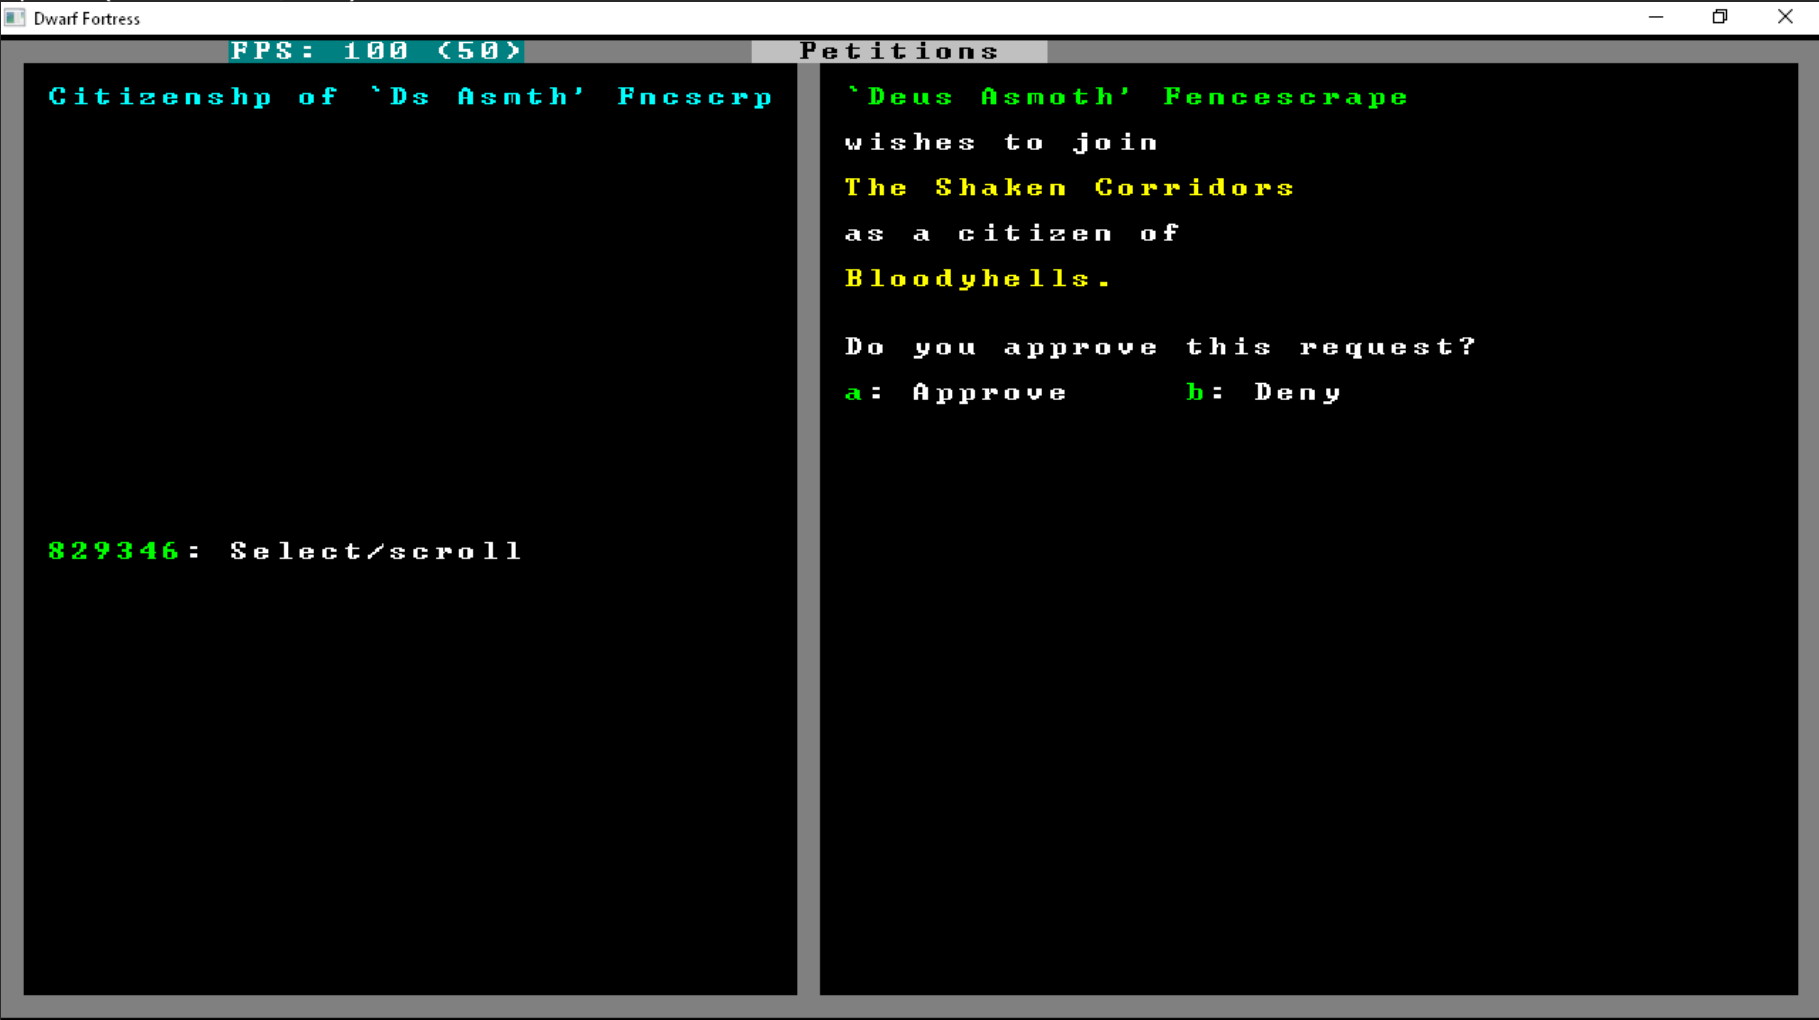 Dwarf Fortress
FPS: 100 (50)
Petitions
Citizenshp of `Ds Asmth' Fncscrp
829346: Select/scroll
`Deus Asmoth' Fencescrape
wishes to join
The Shaken Corridors
as a citizen of
Bloodyhells.
Do you approve this request?
a: Approve b: Deny